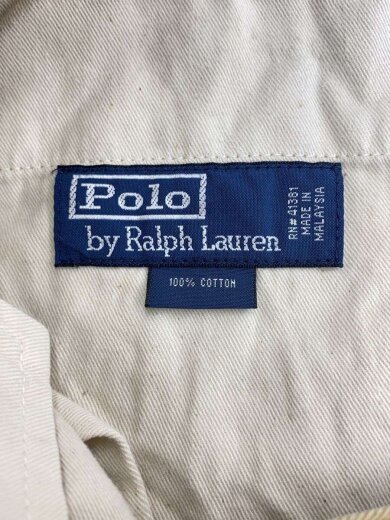 Polo
by Ralph Lauren
RN# 41381
MADE IN
MALAYSIA
100% COTTON